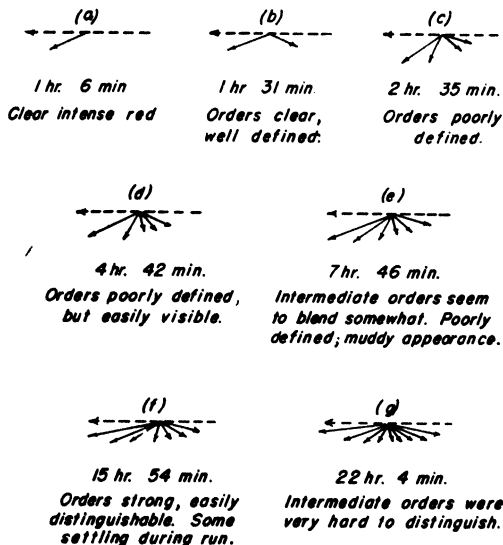 (a)
1 hr. 6 min
Clear intense red
(b)
1 hr 31 min.
Orders clear,
well defined.
(c)
2 hr. 35 min.
Orders poorly
defined.
(d)
4 hr. 42 min.
Orders poorly defined,
but easily visible.
(e)
7 hr. 46 min.
Intermediate orders seem
to blend somewhat. Poorly
defined; muddy appearance.
(f)
15 hr. 54 min.
Orders strong, easily
distinguishable. Some
settling during run.
(g)
22 hr. 4 min.
Intermediate orders were
very hard to distinguish.